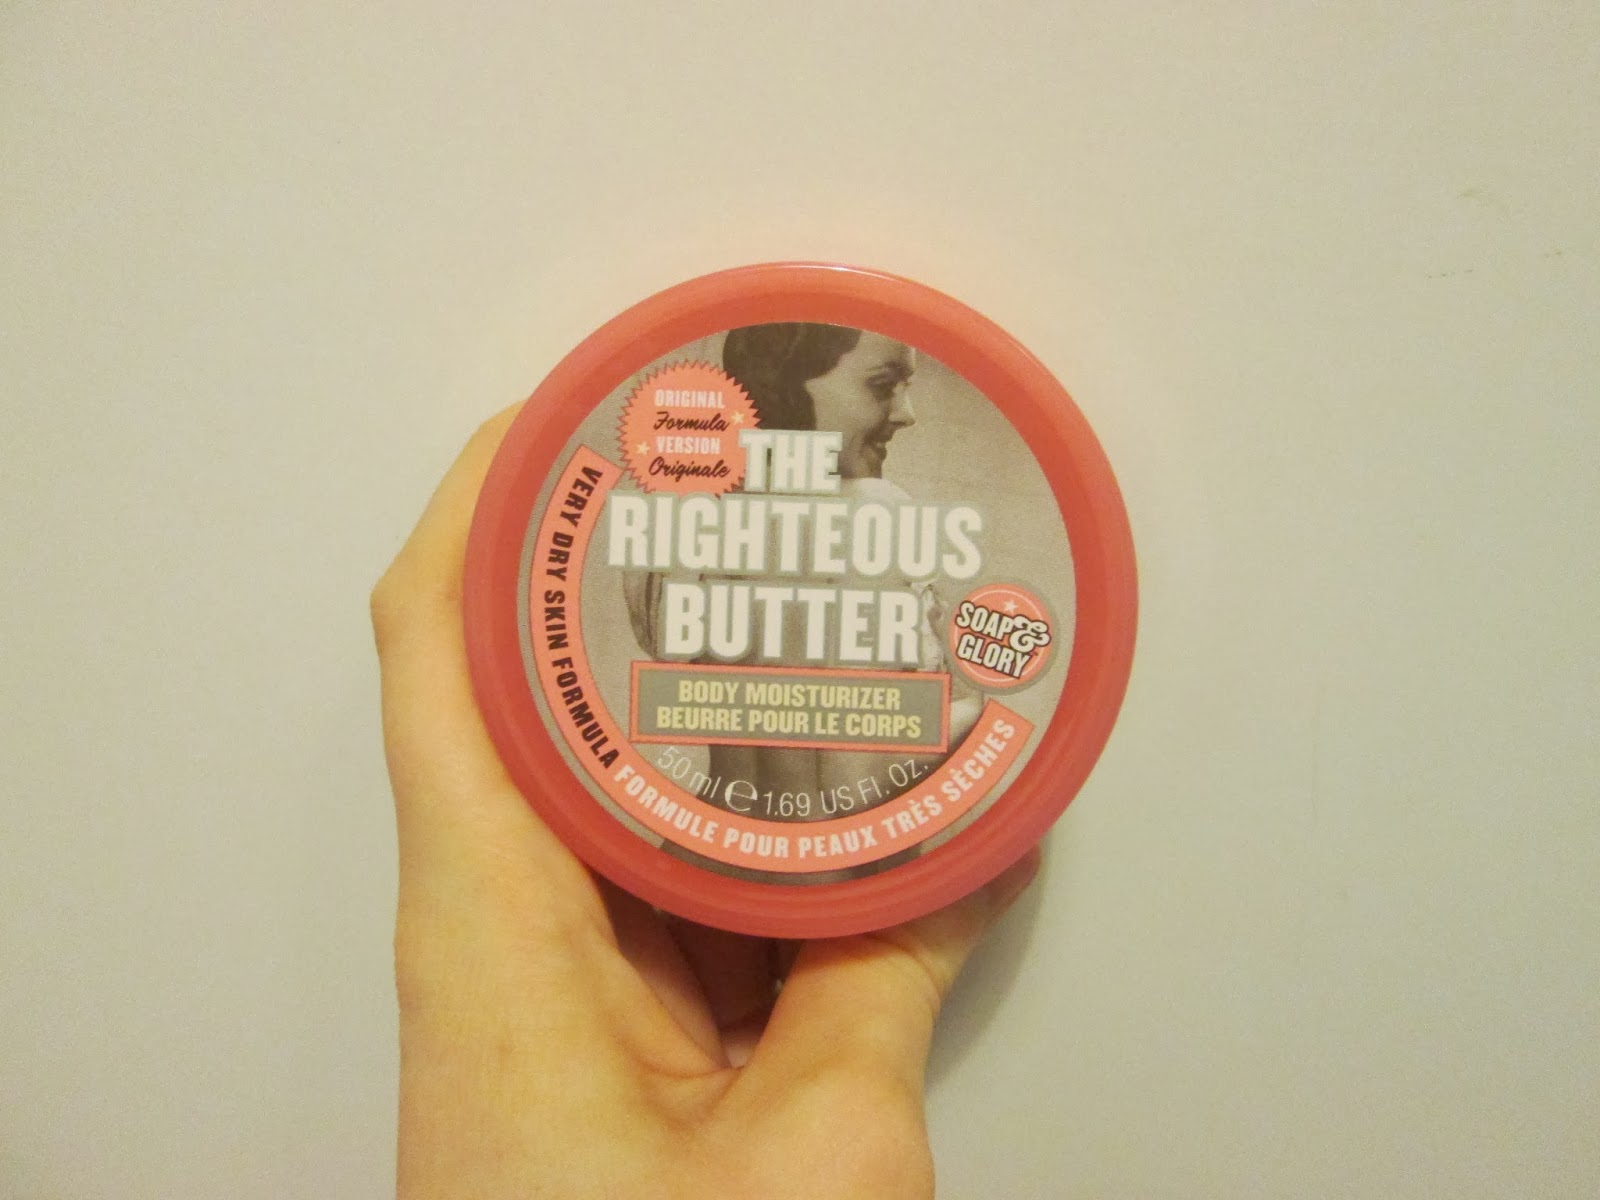 ORIGINAL
Formula
VERSION
Originale
THE
RIGHTEOUS
BUTTER
SOAP&
GLORY
BODY MOISTURIZER
BEURRE POUR LE CORPS
50 ml e 1.69 US Fl. Oz.
VERY DRY SKIN FORMULA FORMULE POUR PEAUX TRÈS SÈCHES